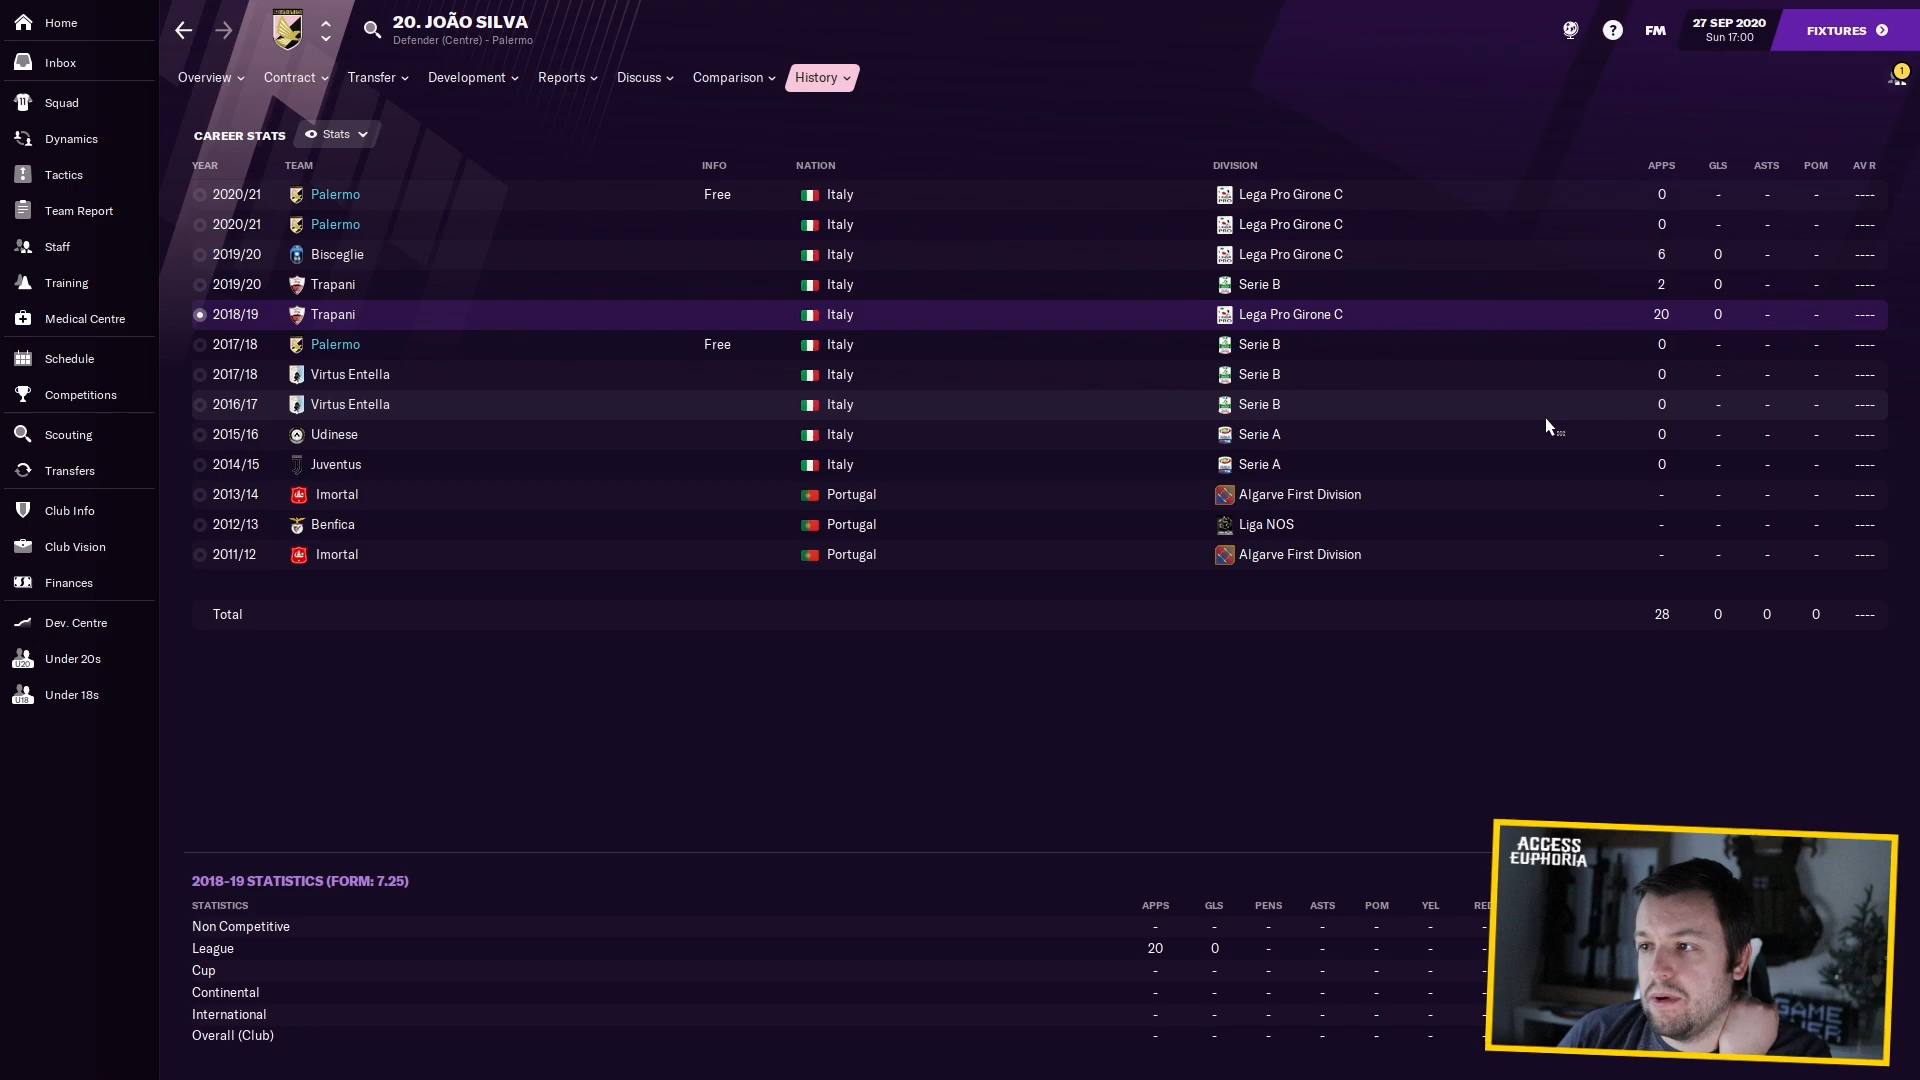 Home
Inbox
Squad
Dynamics
Tactics
Team Report
Staff
Training
Medical Centre
Schedule
Competitions
Scouting
Transfers
Club Info
Club Vision
Finances
Dev. Centre
Under 20s
Under 18s
20. JOÃO SILVA
Defender (Centre) - Palermo
FM
27 SEP 2020
Sun 17:00
FIXTURES
Overview Contract Transfer Development Reports Discuss Comparison History
1
CAREER STATS Stats
YEAR TEAM INFO NATION DIVISION APPS GLS ASTS POM AV R
2020/21 Palermo Free Italy Lega Pro Girone C 0 - - - ----
2020/21 Palermo Italy Lega Pro Girone C 0 - - - ----
2019/20 Bisceglie Italy Lega Pro Girone C 6 0 - - ----
2019/20 Trapani Italy Serie B 2 0 - - ----
2018/19 Trapani Italy Lega Pro Girone C 20 0 - - ----
2017/18 Palermo Free Italy Serie B 0 - - - ----
2017/18 Virtus Entella Italy Serie B 0 - - - ----
2016/17 Virtus Entella Italy Serie B 0 - - - ----
2015/16 Udinese Italy Serie A 0 - - - ----
2014/15 Juventus Italy Serie A 0 - - - ----
2013/14 Imortal Portugal Algarve First Division - - - - ----
2012/13 Benfica Portugal Liga NOS - - - - ----
2011/12 Imortal Portugal Algarve First Division - - - - ----
Total 28 0 0 0 ----
2018-19 STATISTICS (FORM: 7.25)
STATISTICS APPS GLS PENS ASTS POM YEL RED
Non Competitive - - - - - - -
League 20 0 - - - - -
Cup - - - - - - -
Continental - - - - - - -
International - - - - - - -
Overall (Club) - - - - - - -
ACCESS
EUPHORIA
GAME